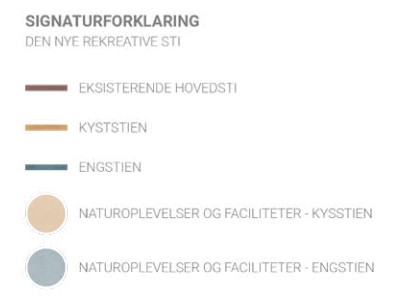 SIGNATURFORKLARING
DEN NYE REKREATIVE STI
EKSISTERENDE HOVEDSTI
KYSTSTIEN
ENGSTIEN
NATUROPLEVELSER OG FACILITETER - KYSSTIEN
NATUROPLEVELSER OG FACILITETER - ENGSTIEN